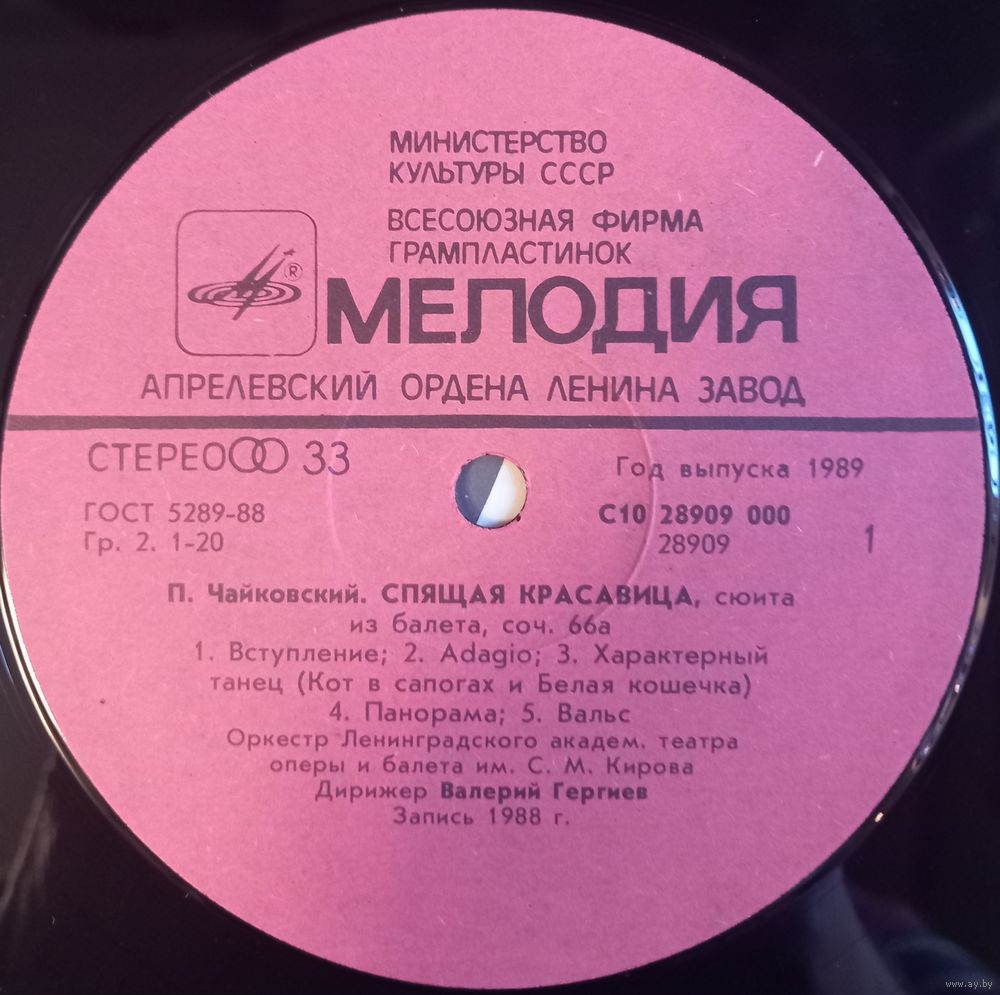 МИНИСТЕРСТВО
КУЛЬТУРЫ СССР
ВСЕСОЮЗНАЯ ФИРМА
ГРАМПЛАСТИНОК
®
МЕЛОДИЯ
АПРЕЛЕВСКИЙ ОРДЕНА ЛЕНИНА ЗАВОД
СТЕРЕО 33
Год выпуска 1989
ГОСТ 5289-88
С10 28909 000
Гр. 2. 1-20
28909
1
П. Чайковский. СПЯЩАЯ КРАСАВИЦА, сюита
из балета, соч. 66а
1. Вступление; 2. Adagio; 3. Характерный
танец (Кот в сапогах и Белая кошечка)
4. Панорама; 5. Вальс
Оркестр Ленинградского академ. театра
оперы и балета им. С. М. Кирова
Дирижер Валерий Гергиев
Запись 1988 г.
www.ay.by